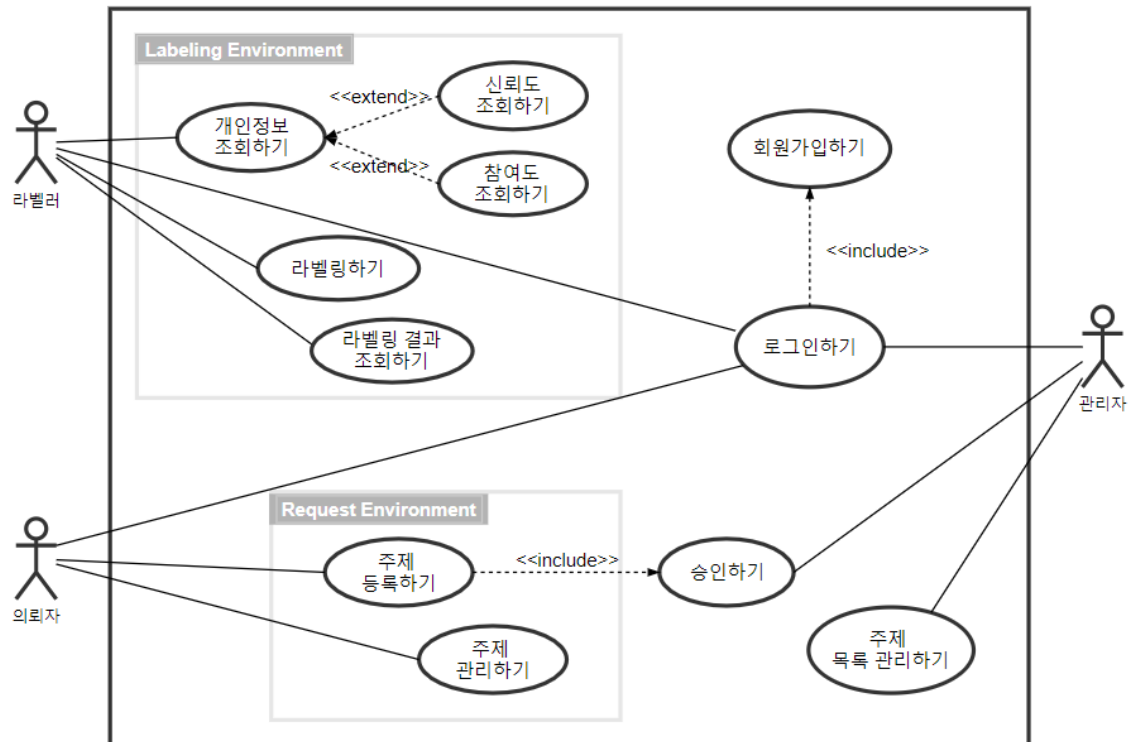 Labeling Environment
신뢰도
조회하기
<<extend>>
개인정보
조회하기
<<extend>>
참여도
조회하기
회원가입하기
라벨러
<<include>>
라벨링하기
라벨링 결과
조회하기
로그인하기
관리자
Request Environment
주제
등록하기
<<include>>
승인하기
의뢰자
주제
관리하기
주제
목록 관리하기